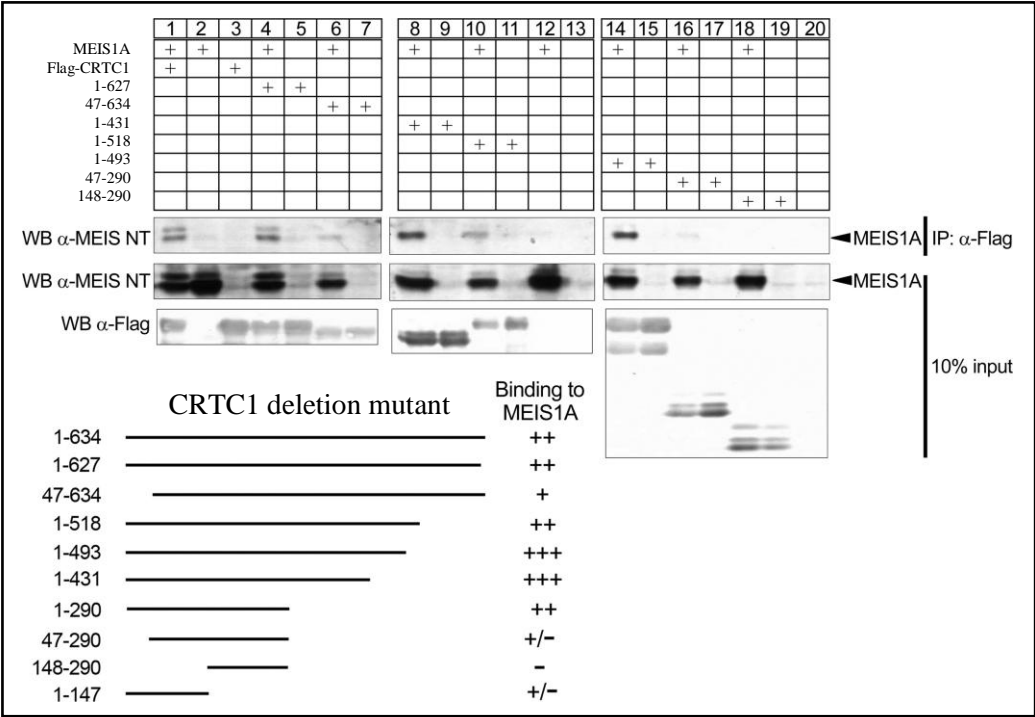 1 2 3 4 5 6 7 8 9 10 11 12 13 14 15 16 17 18 19 20
MEIS1A + + + + + + + + + +
Flag-CRTC1 + +
1-627 + +
47-634 + +
1-431 + +
1-518 + +
1-493 + +
47-290 + +
148-290 + +
WB α-MEIS NT MEIS1A IP: α-Flag
WB α-MEIS NT MEIS1A
WB α-Flag
10% input
CRTC1 deletion mutant Binding to
MEIS1A
1-634 ++
1-627 ++
47-634 +
1-518 ++
1-493 +++
1-431 +++
1-290 ++
47-290 +/−
148-290 −
1-147 +/−